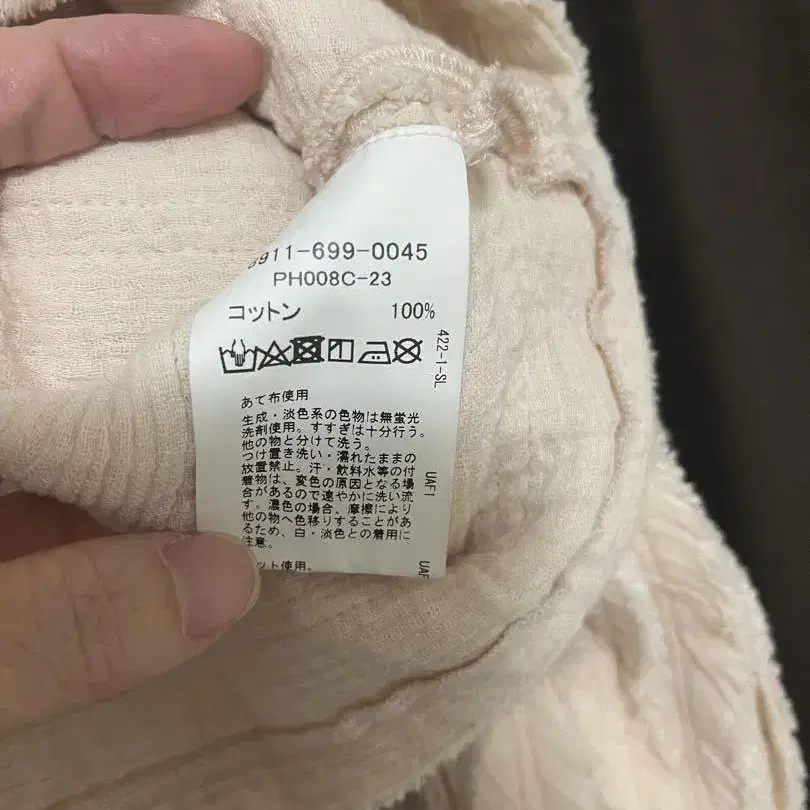 911-699-0045
PH008C-23
コットン 100%
422-1-SL
あて布使用
生成・淡色系の色物は無蛍光
洗剤使用。すすぎは十分行う。
他の物と分けて洗う。
つけ置き洗い・濡れたままの
放置禁止。汗・飲料水等の付
着物は、変色の原因となる場
合があるので速やかに洗い流
す。濃色の場合、摩擦により
他の物へ色移りすることがあ
るため、白・淡色との着用に
注意。
ット使用。
UAF1
UAF